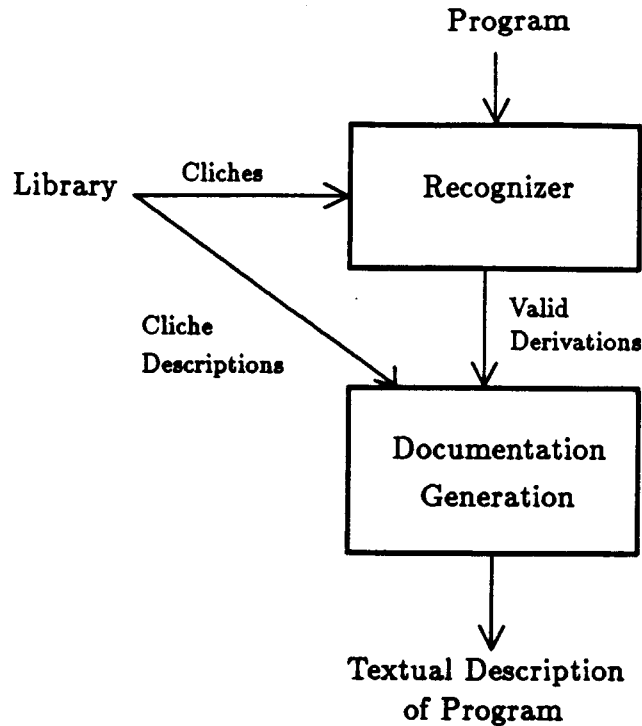 Program
Cliches
Library
Recognizer
Cliche
Descriptions
Valid
Derivations
Documentation
Generation
Textual Description
of Program